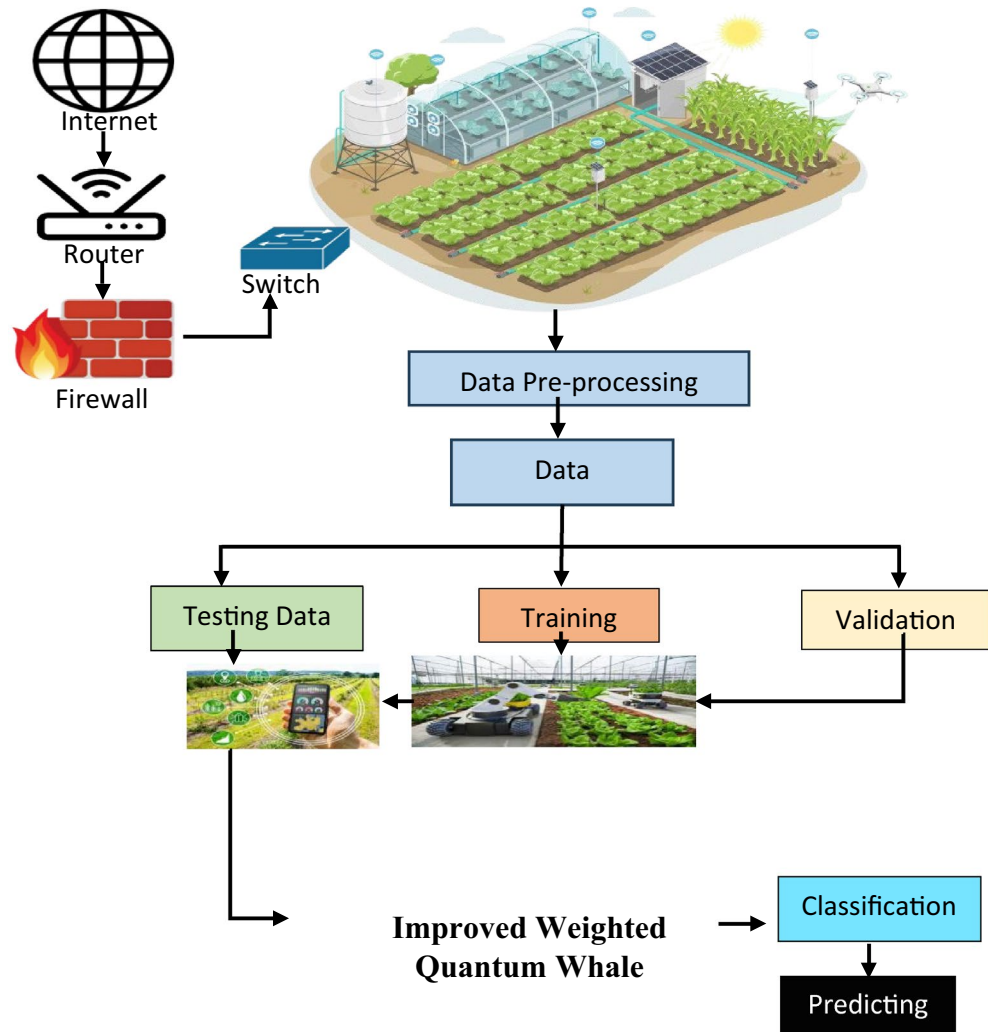 Internet
Router
Switch
Firewall
Data Pre-processing
Data
Testing Data
Training
Validation
Improved Weighted
Quantum Whale
Classification
Predicting